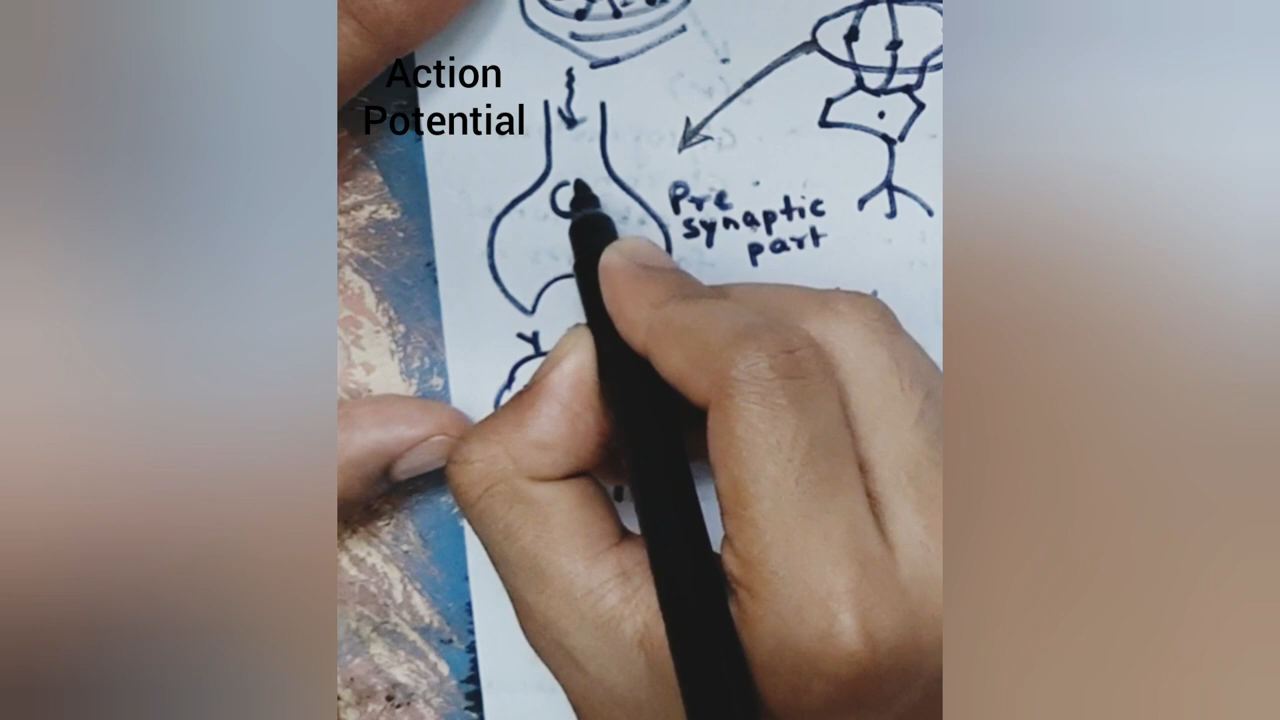 Action
Potential
Pre
synaptic
part